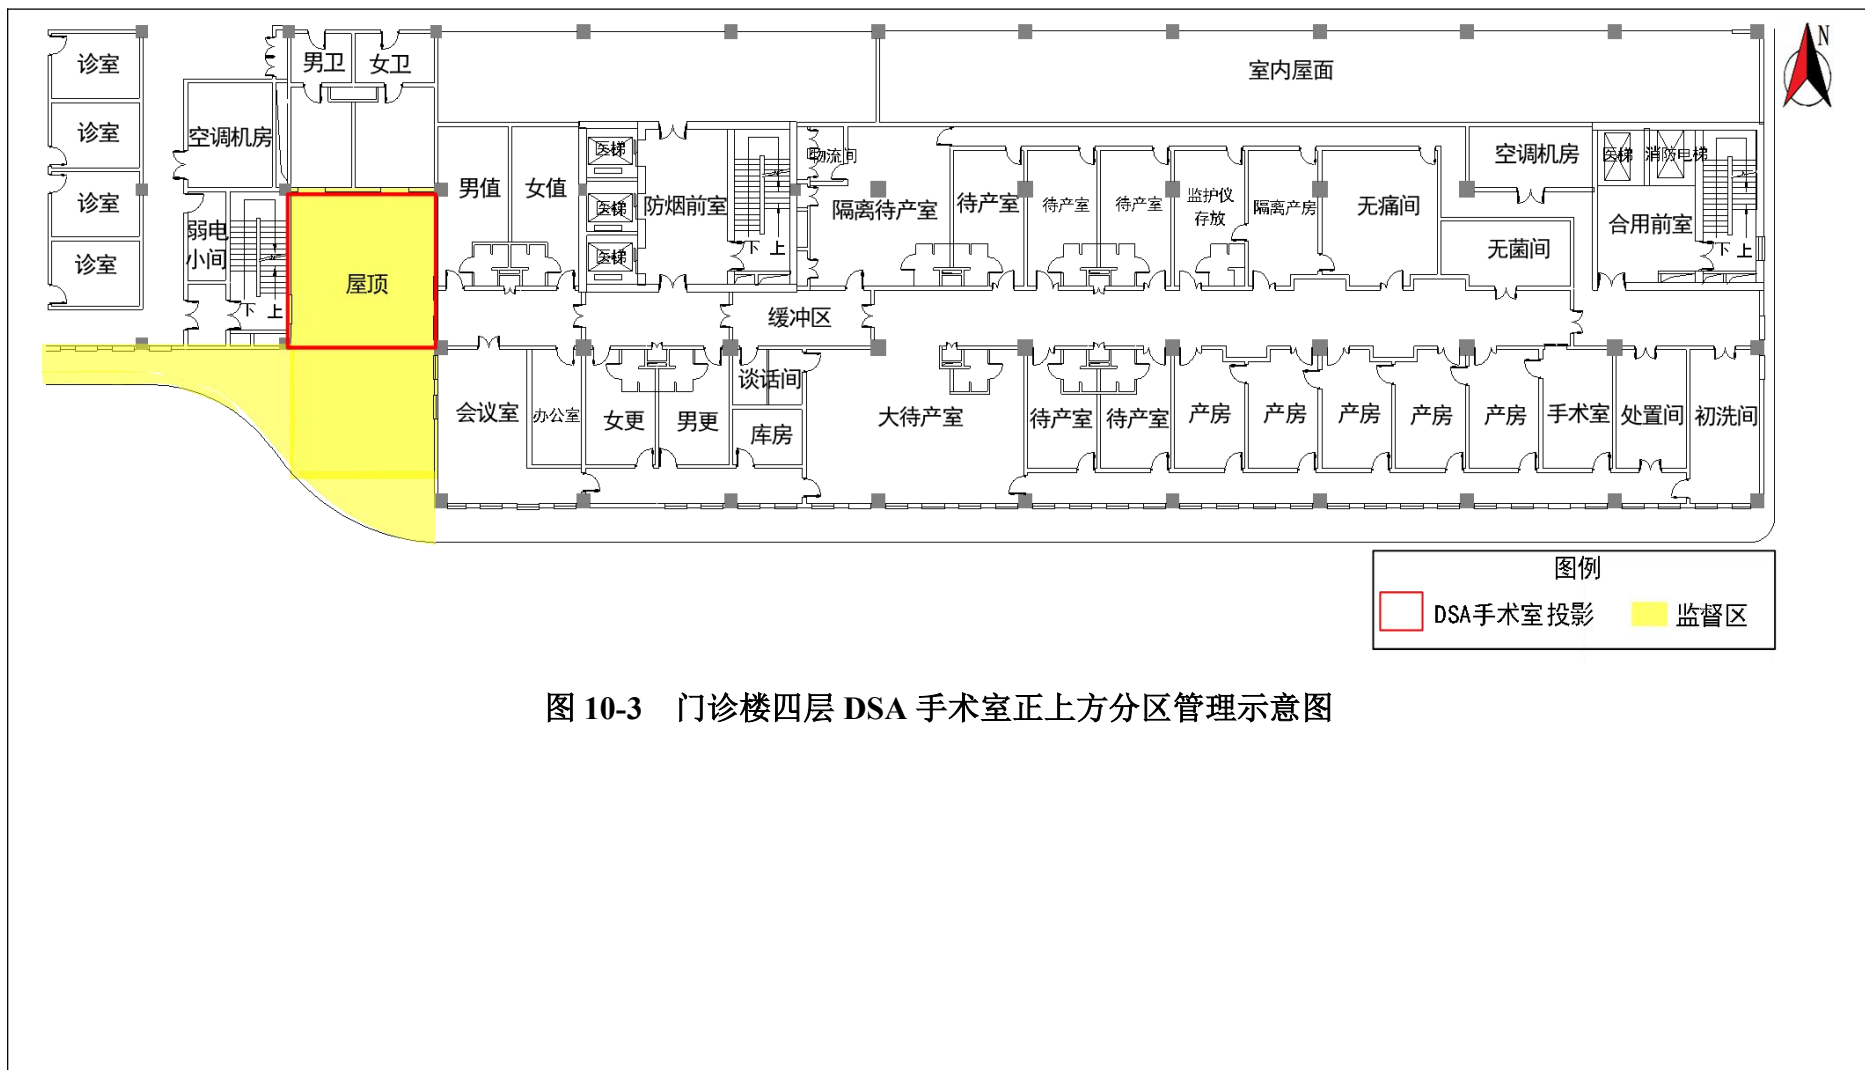 N
诊室
男卫
女卫
室内屋面
诊室
空调机房
医梯
物流间
空调机房
医梯
消防电梯
诊室
男值
女值
医梯
防烟前室
隔离待产室
待产室
待产室
待产室
监护仪
存放
隔离产房
无痛间
合用前室
弱电
小间
诊室
医梯
下
上
无菌间
下
上
屋顶
下
上
缓冲区
会议室
办公室
女更
男更
谈话间
库房
大待产室
待产室
待产室
产房
产房
产房
产房
产房
手术室
处置间
初洗间
图例
DSA手术室投影
监督区
图 10-3 门诊楼四层 DSA 手术室正上方分区管理示意图